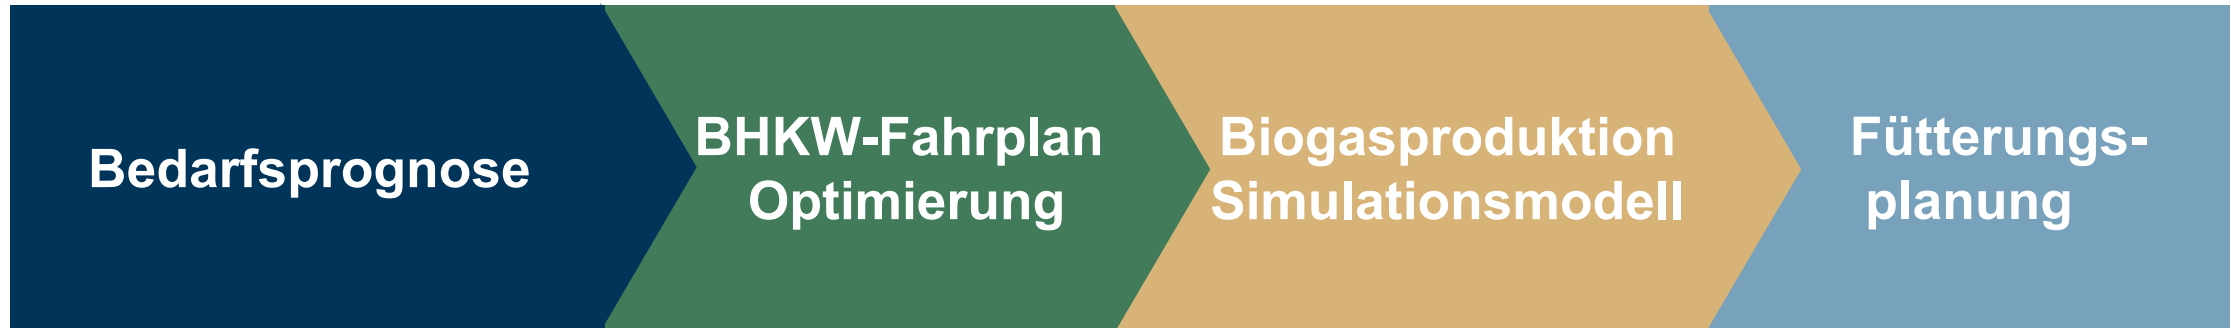 Bedarfsprognose
BHKW-Fahrplan
Optimierung
Biogasproduktion
Simulationsmodell
Fütterungs-
planung